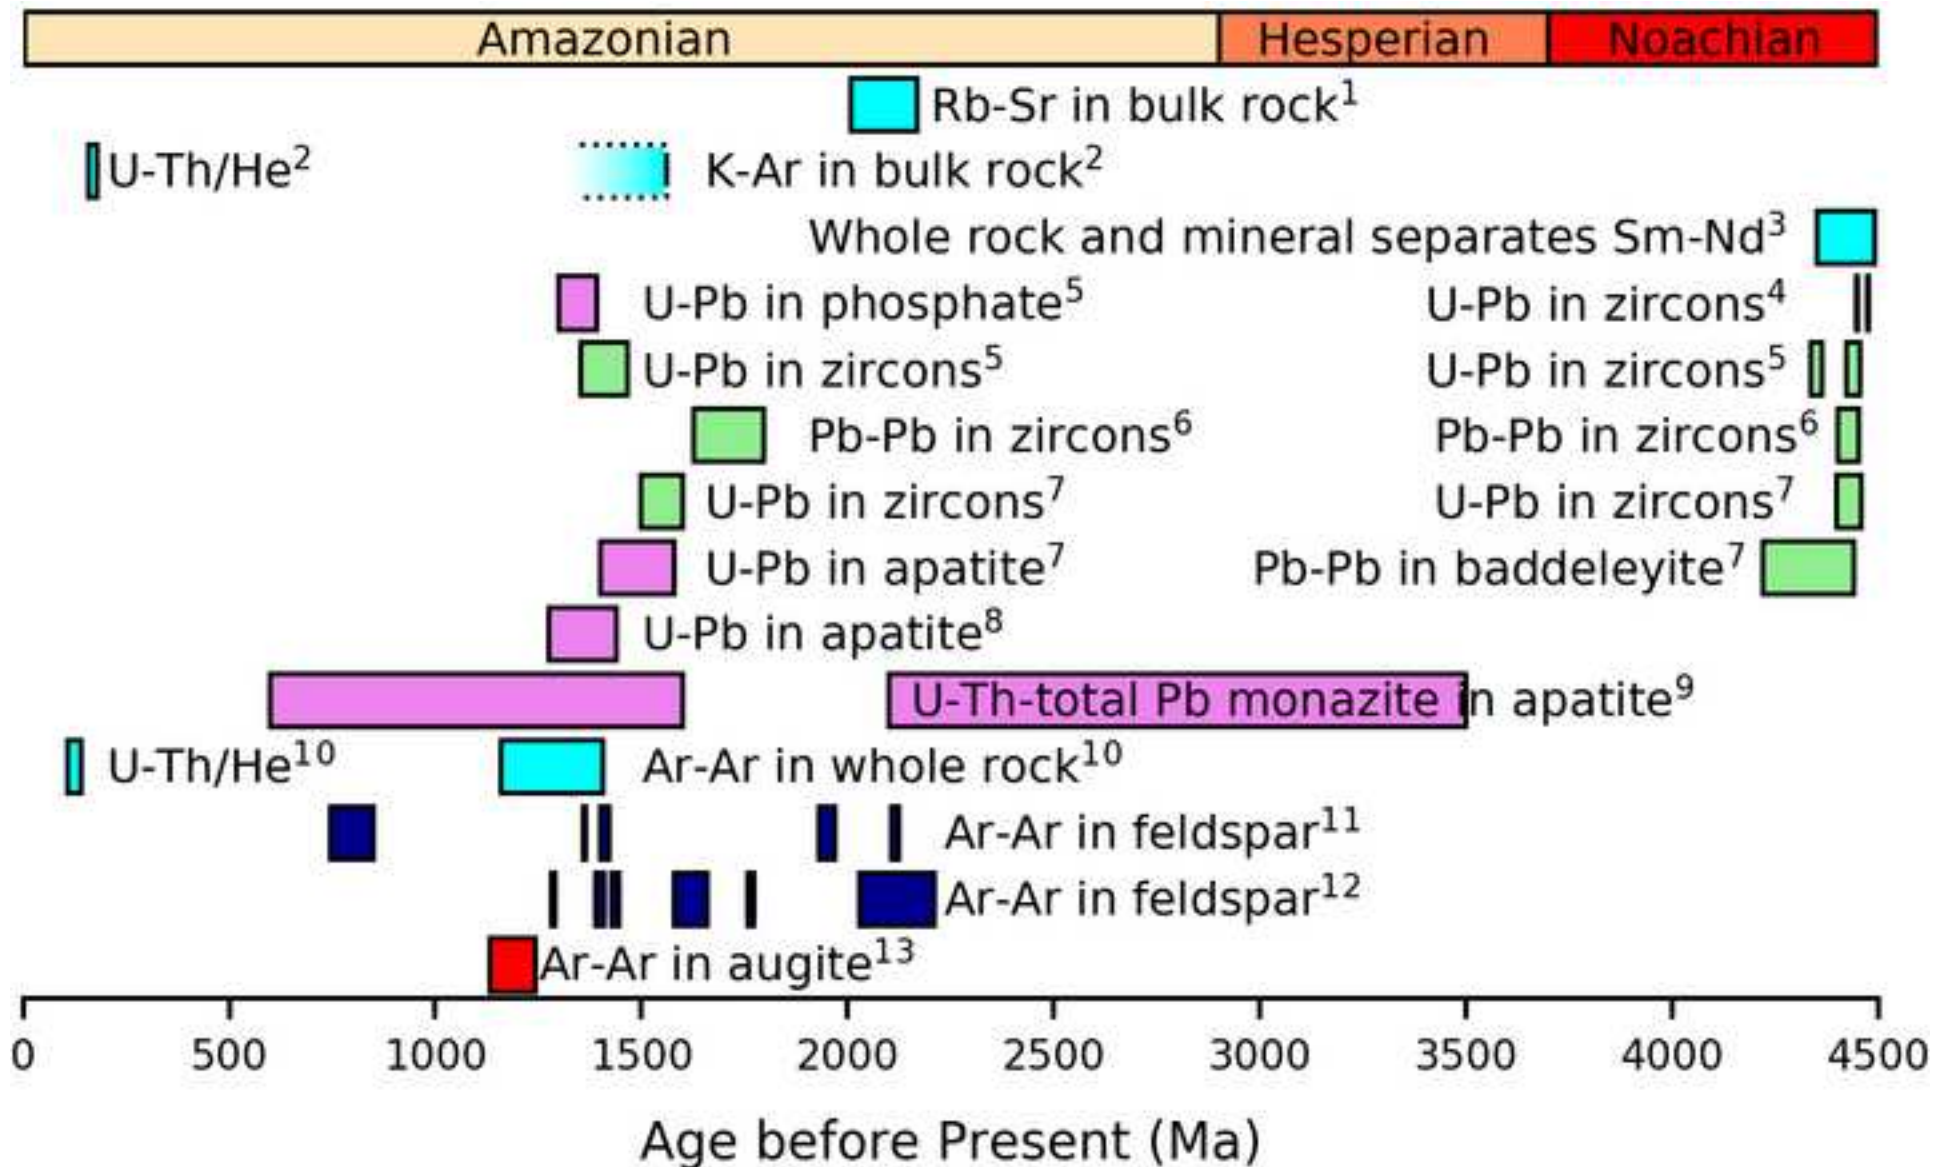 Amazonian Hesperian Noachian
Rb-Sr in bulk rock¹
U-Th/He² K-Ar in bulk rock²
Whole rock and mineral separates Sm-Nd³
U-Pb in phosphate⁵ U-Pb in zircons⁴
U-Pb in zircons⁵ U-Pb in zircons⁵
Pb-Pb in zircons⁶ Pb-Pb in zircons⁶
U-Pb in zircons⁷ U-Pb in zircons⁷
U-Pb in apatite⁷ Pb-Pb in baddeleyite⁷
U-Pb in apatite⁸
U-Th-total Pb monazite in apatite⁹
U-Th/He¹⁰ Ar-Ar in whole rock¹⁰
Ar-Ar in feldspar¹¹
Ar-Ar in feldspar¹²
Ar-Ar in augite¹³
0 500 1000 1500 2000 2500 3000 3500 4000 4500
Age before Present (Ma)